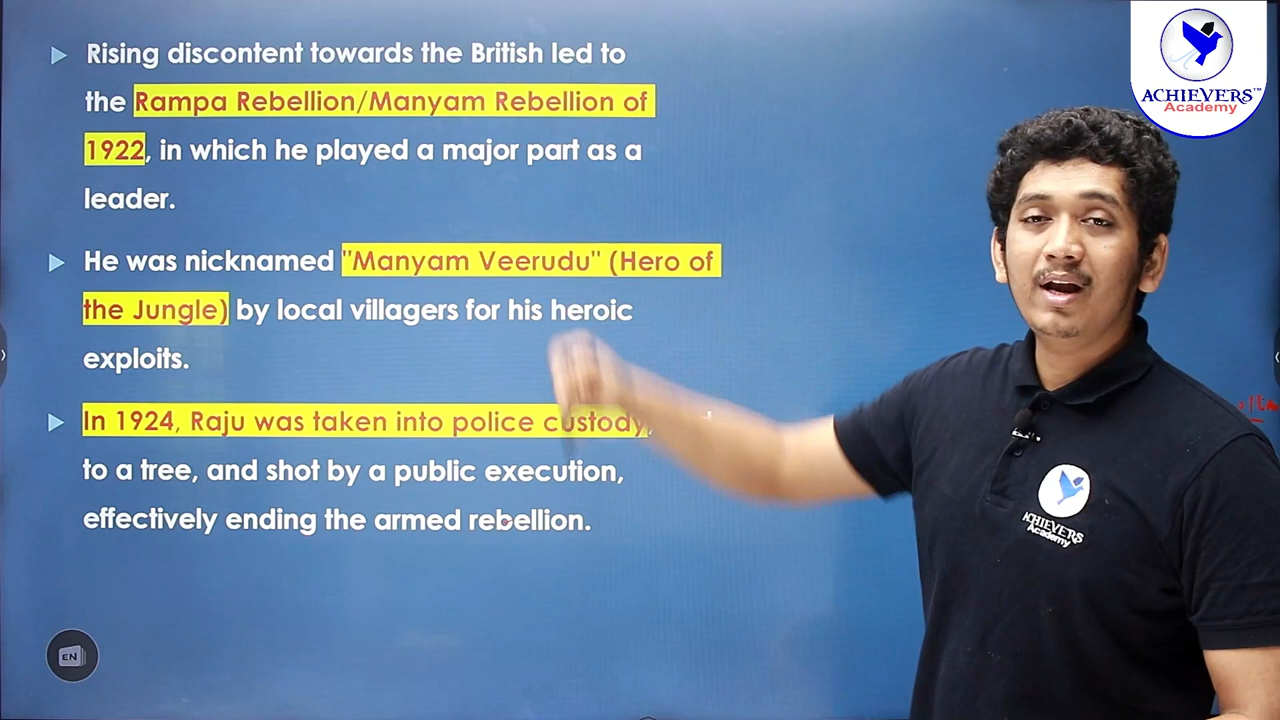 Rising discontent towards the British led to
the Rampa Rebellion/Manyam Rebellion of
1922, in which he played a major part as a
leader.
He was nicknamed "Manyam Veerudu" (Hero of
the Jungle) by local villagers for his heroic
exploits.
In 1924, Raju was taken into police custody,
to a tree, and shot by a public execution,
effectively ending the armed rebellion.
EN
ACHIEVERS™
Academy
ACHIEVERS
Academy